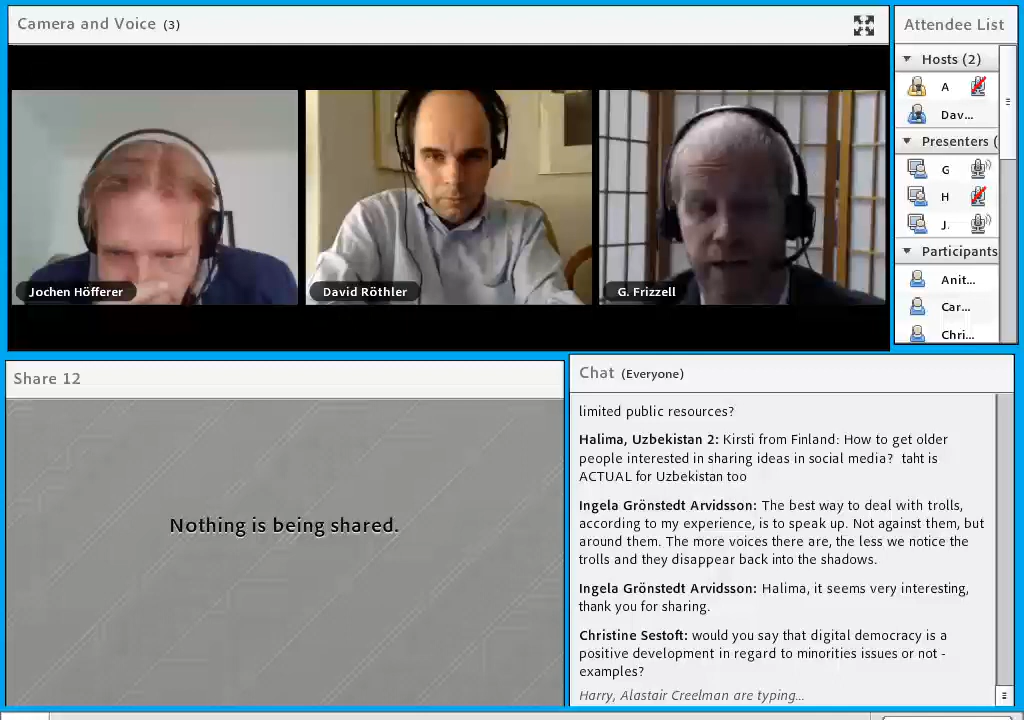 Camera and Voice (3)
Jochen Höfferer
David Röthler
G. Frizzell
Attendee List
Hosts (2)
A
Dav...
Presenters (
G
H
J.
Participants
Anit...
Car...
Chri...
Share 12
Nothing is being shared.
Chat (Everyone)
limited public resources?
Halima, Uzbekistan 2: Kirsti from Finland: How to get older
people interested in sharing ideas in social media?  taht is
ACTUAL for Uzbekistan too
Ingela Grönstedt Arvidsson: The best way to deal with trolls,
according to my experience, is to speak up. Not against them, but
around them. The more voices there are, the less we notice the
trolls and they disappear back into the shadows.
Ingela Grönstedt Arvidsson: Halima, it seems very interesting,
thank you for sharing.
Christine Sestoft: would you say that digital democracy is a
positive development in regard to minorities issues or not -
examples?
Harry, Alastair Creelman are typing...